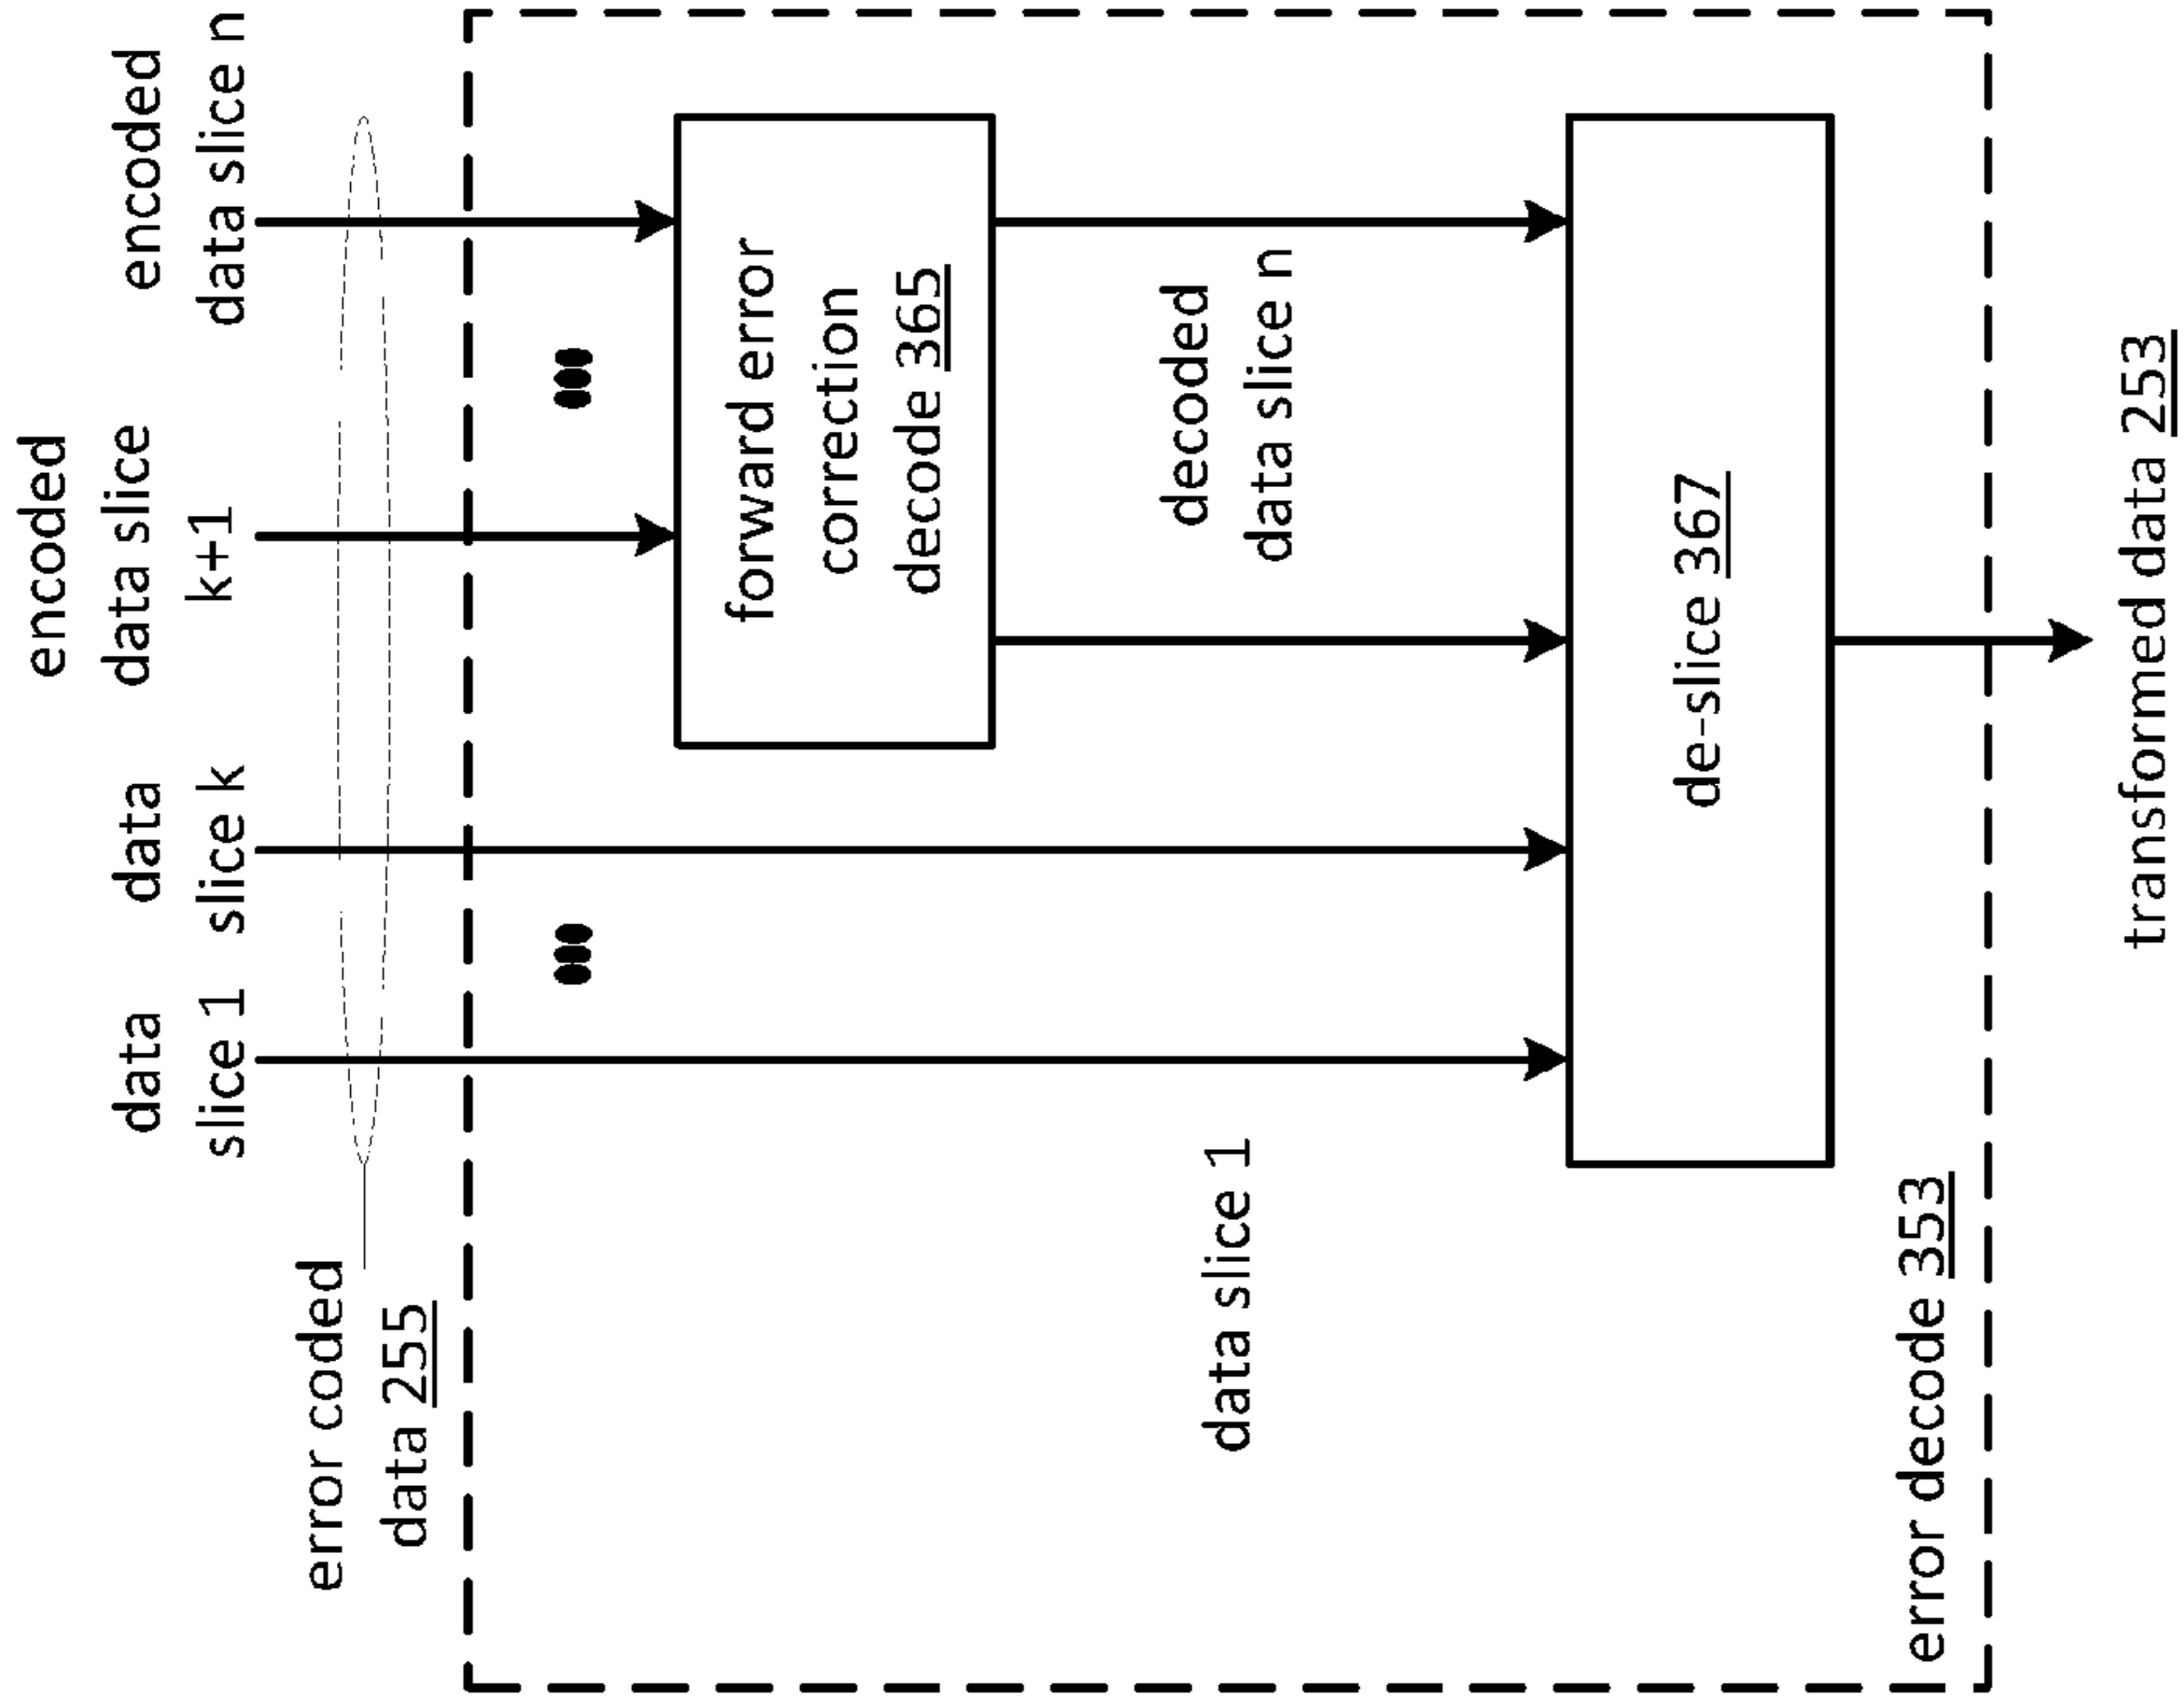 encoded
data slice n
encoded
data slice
k+1
data
slice k
data
slice 1
error coded
data 255
forward error
correction
decode 365
decoded
data slice n
data slice 1
de-slice 367
error decode 353
transformed data 253